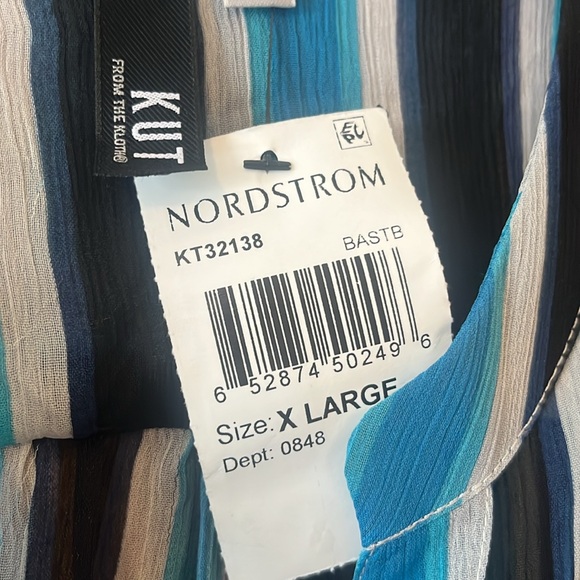 KUT
FROM THE KLOTH®
NORDSTROM
KT32138 BASTB
6 52874 50249 6
Size: X LARGE
Dept: 0848